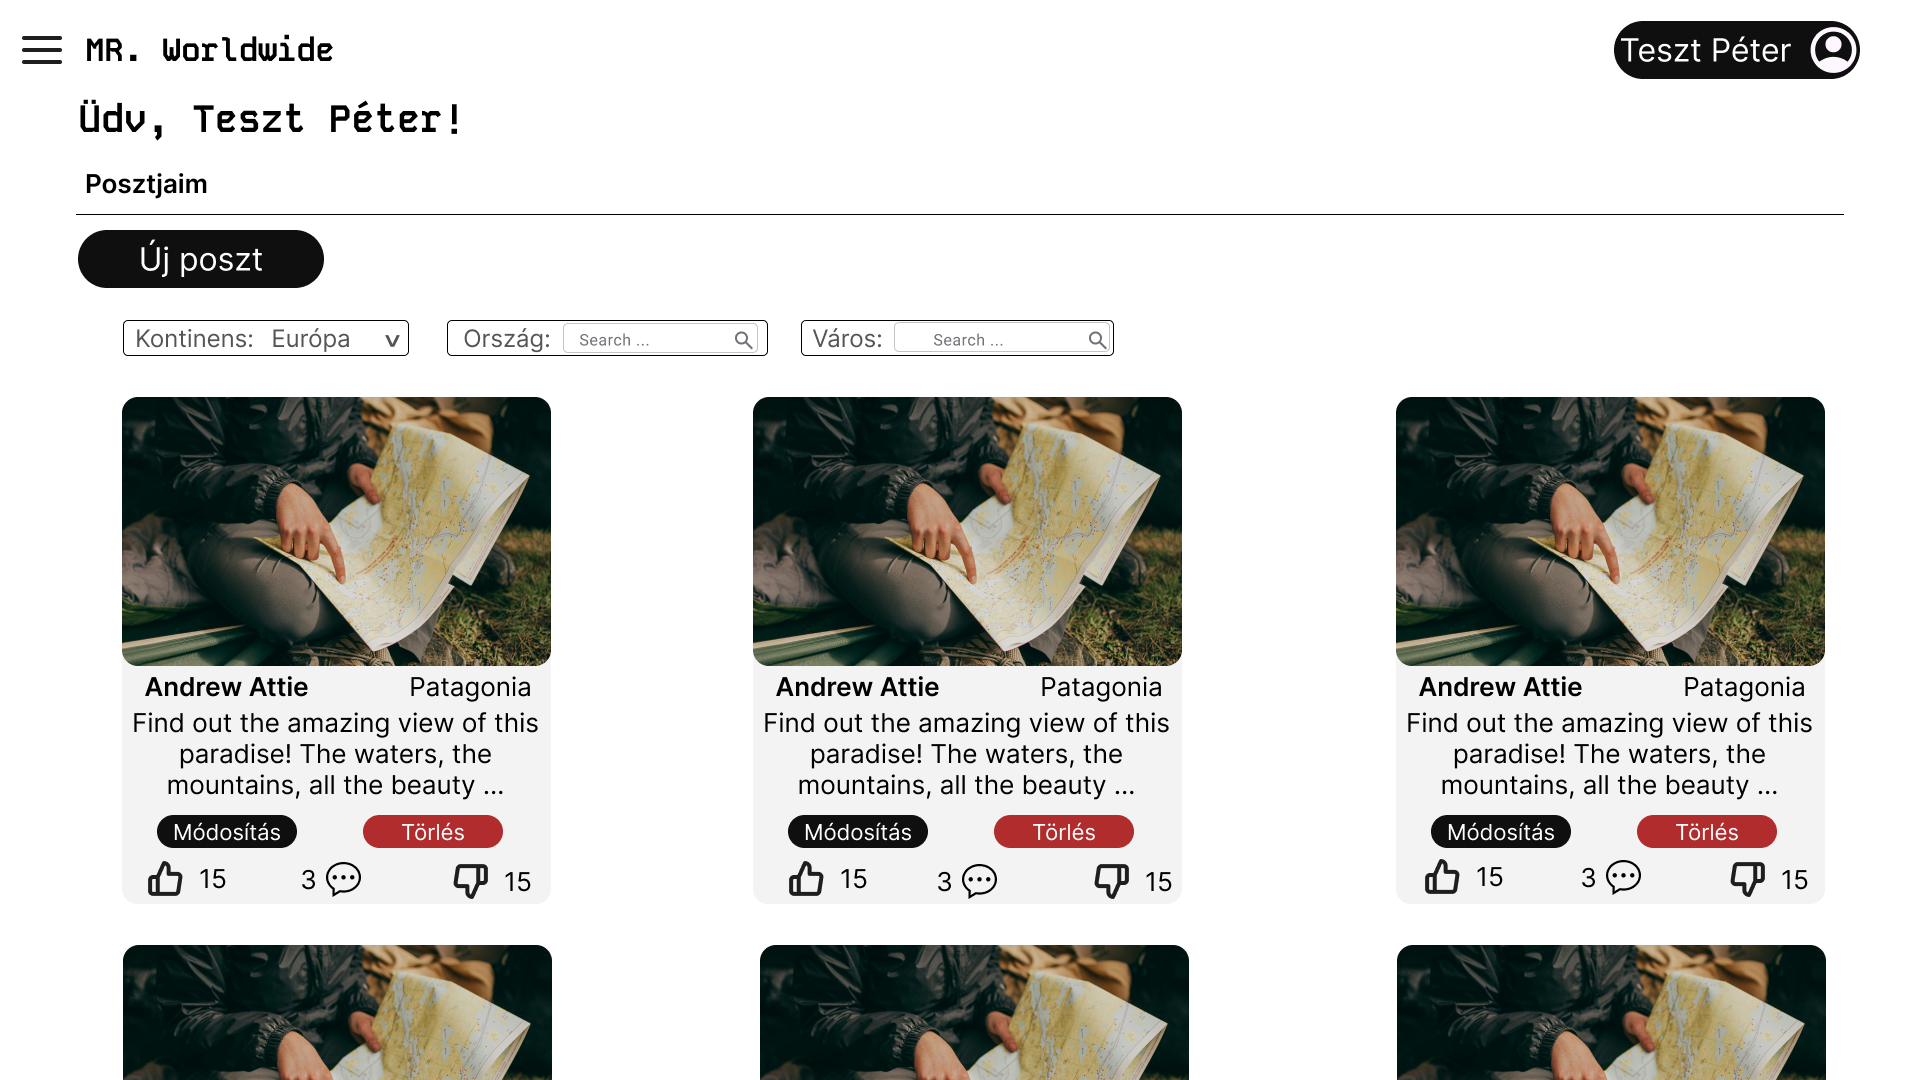 MR. Worldwide
Teszt Péter
Üdv, Teszt Péter!
Posztjaim
Új poszt
Kontinens: Európa v
Ország: Search ...
Város: Search ...
Andrew Attie Patagonia
Find out the amazing view of this
paradise! The waters, the
mountains, all the beauty ...
Módosítás Törlés
15 3 15
Andrew Attie Patagonia
Find out the amazing view of this
paradise! The waters, the
mountains, all the beauty ...
Módosítás Törlés
15 3 15
Andrew Attie Patagonia
Find out the amazing view of this
paradise! The waters, the
mountains, all the beauty ...
Módosítás Törlés
15 3 15